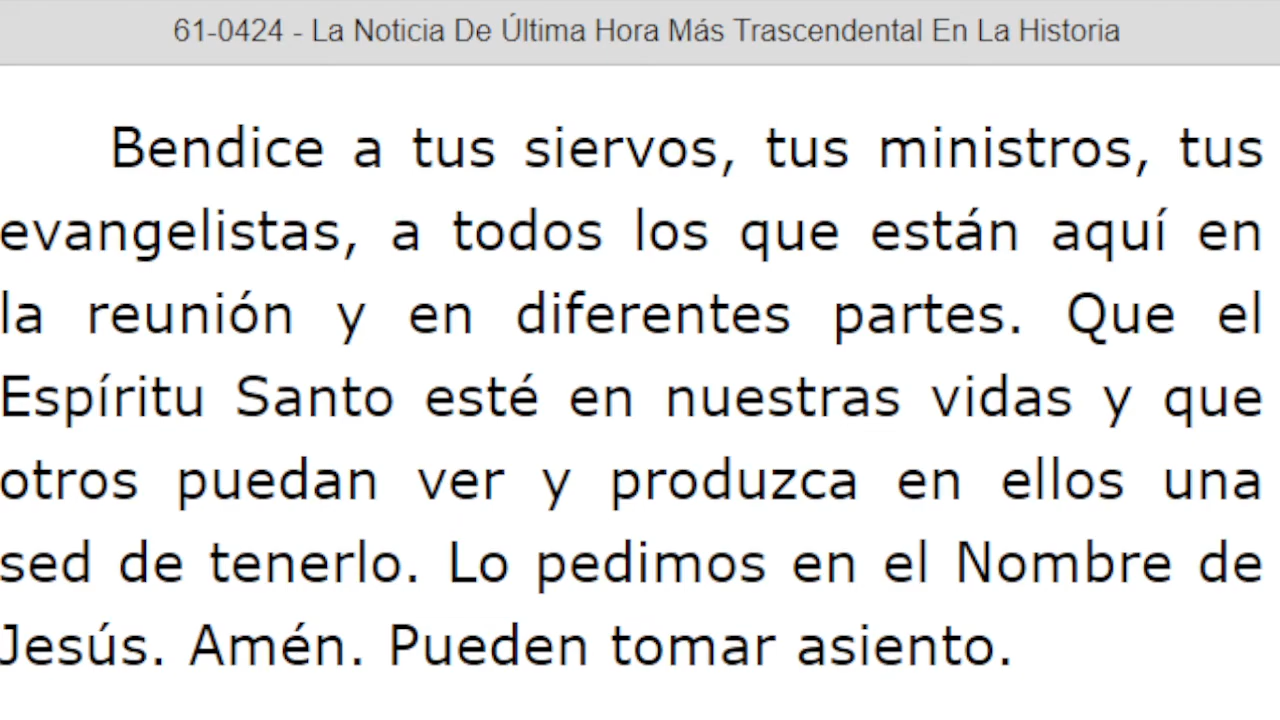 61-0424 - La Noticia De Última Hora Más Trascendental En La Historia
Bendice a tus siervos, tus ministros, tus
evangelistas, a todos los que están aquí en
la reunión y en diferentes partes. Que el
Espíritu Santo esté en nuestras vidas y que
otros puedan ver y produzca en ellos una
sed de tenerlo. Lo pedimos en el Nombre de
Jesús. Amén. Pueden tomar asiento.